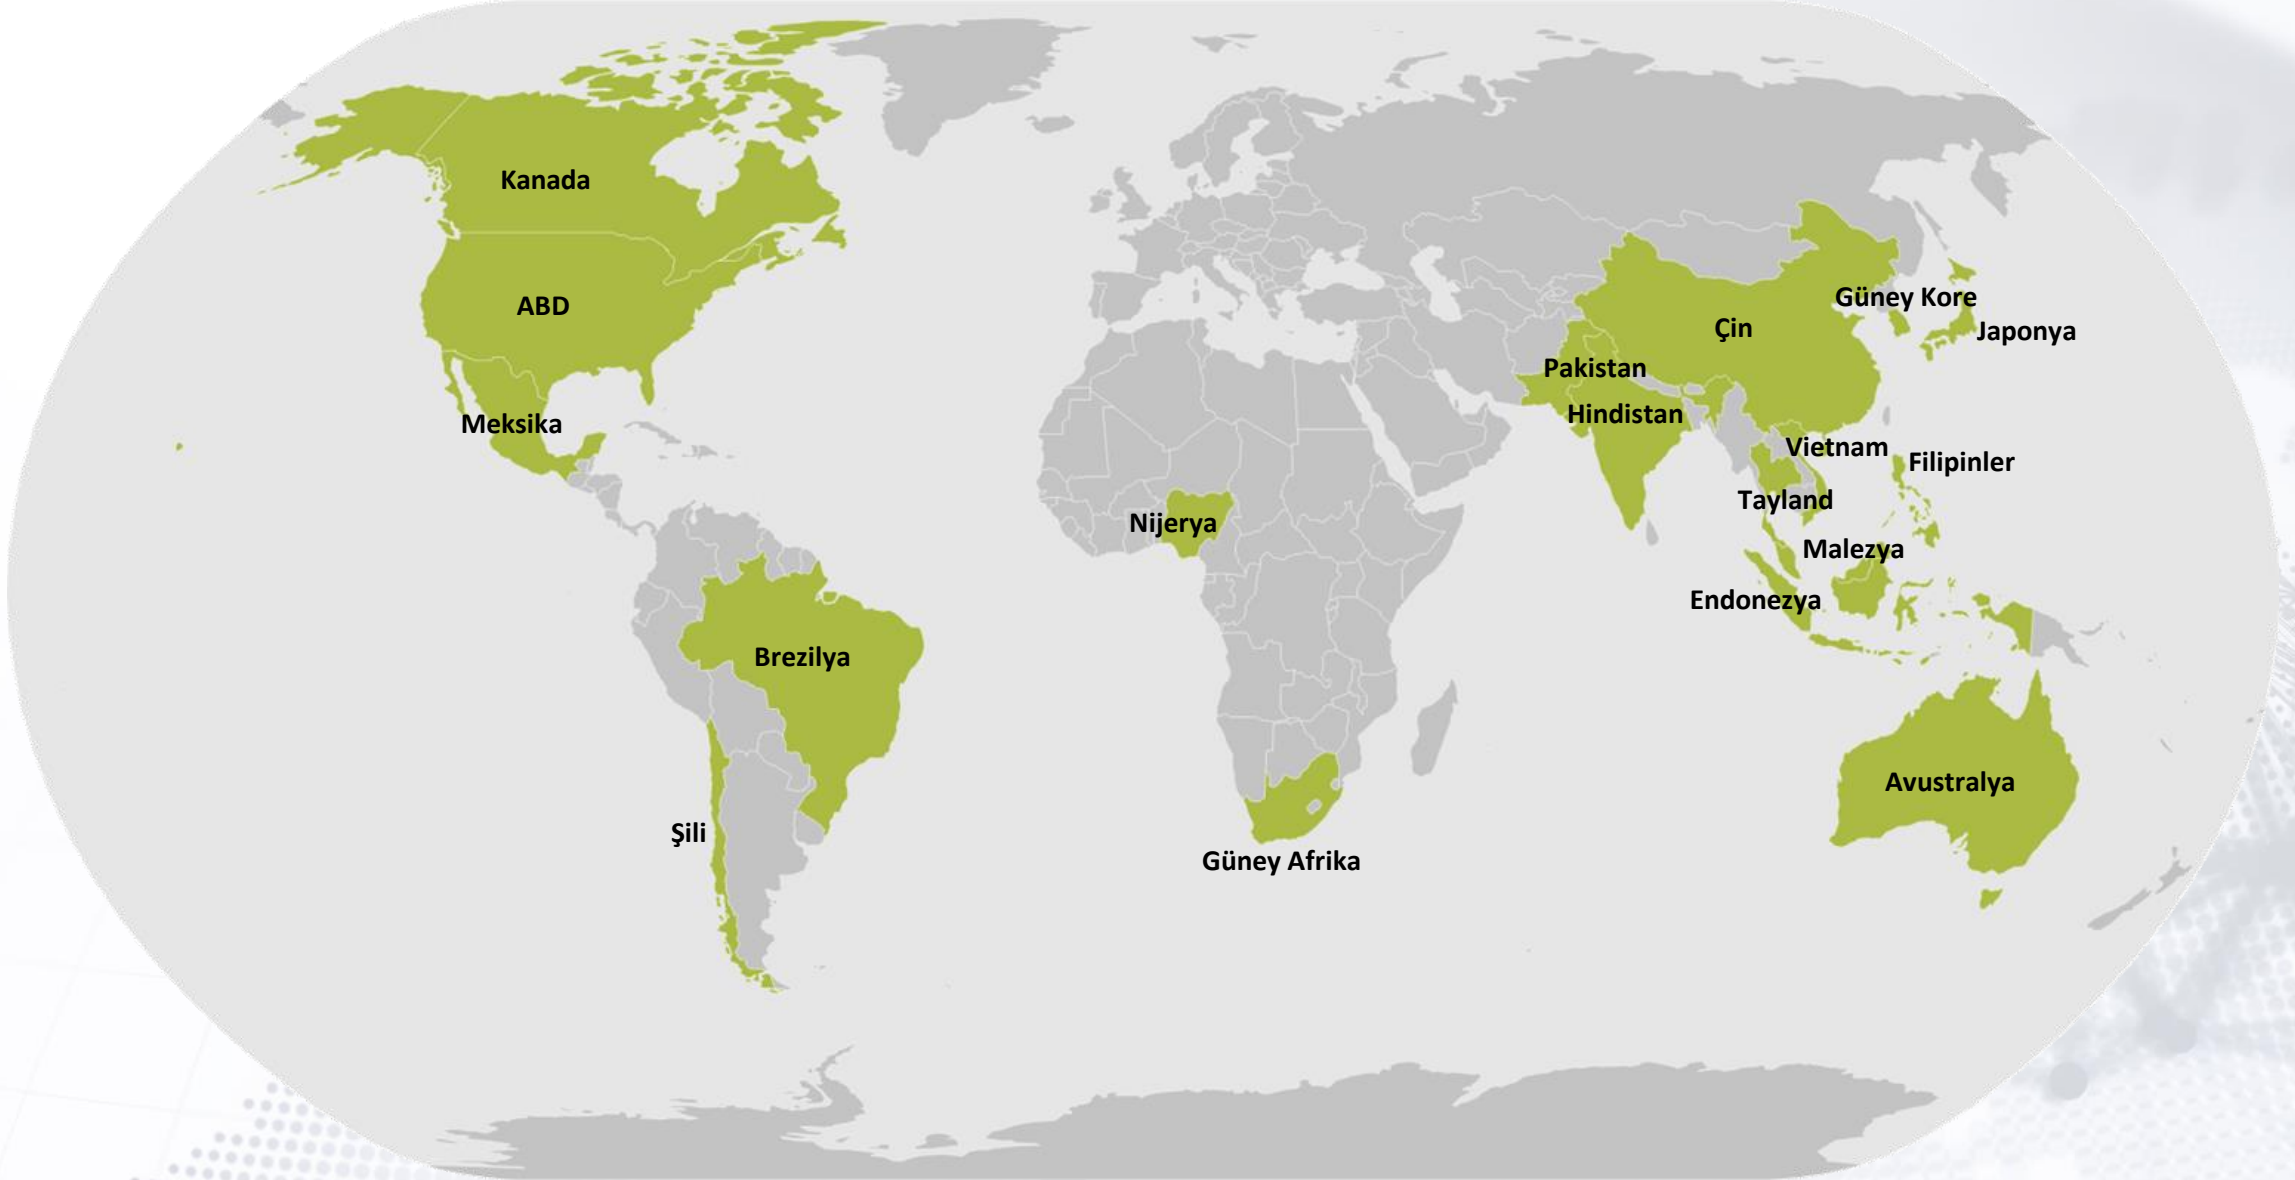 Kanada
ABD
Güney Kore
Çin
Japonya
Pakistan
Hindistan
Meksika
Vietnam
Filipinler
Tayland
Nijerya
Malezya
Endonezya
Brezilya
Avustralya
Şili
Güney Afrika